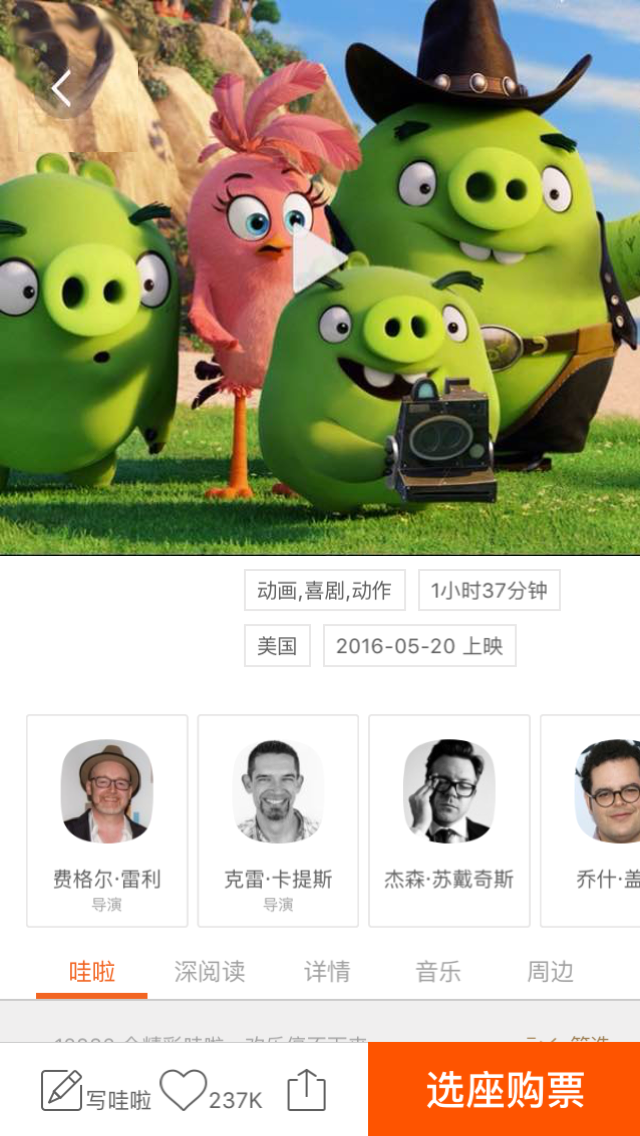 动画,喜剧,动作
1小时37分钟
美国
2016-05-20 上映
费格尔·雷利
导演
克雷·卡提斯
导演
杰森·苏戴奇斯
乔什·盖
哇啦
深阅读
详情
音乐
周边
写哇啦
237K
选座购票